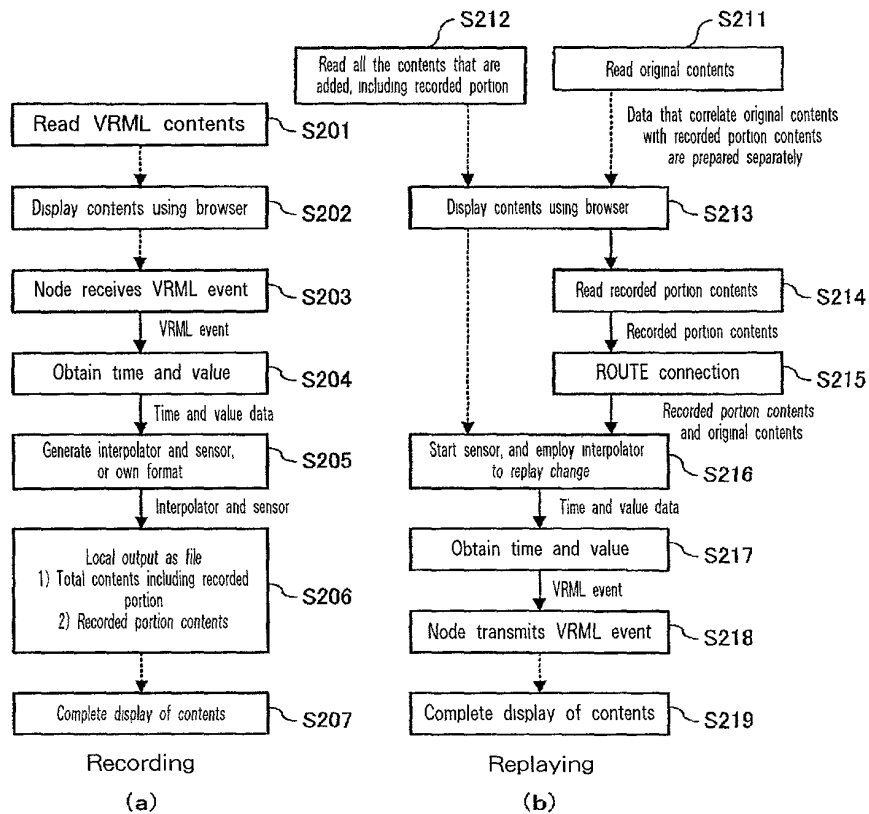 S212
S211
Read all the contents that are
added, including recorded portion
Read original contents
Read VRML contents
S201
Data that correlate original contents
with recorded portion contents
are prepared separately
Display contents using browser
S202
Display contents using browser
S213
Node receives VRML event
S203
Read recorded portion contents
S214
VRML event
Recorded portion contents
Obtain time and value
S204
ROUTE connection
S215
Time and value data
Recorded portion contents
and original contents
Generate interpolator and sensor,
or own format
S205
Start sensor, and employ interpolator
to replay change
S216
Interpolator and sensor
Time and value data
Local output as file
1) Total contents including recorded
portion
2) Recorded portion contents
S206
Obtain time and value
S217
VRML event
Node transmits VRML event
S218
Complete display of contents
S207
Complete display of contents
S219
Recording
Replaying
(a)
(b)